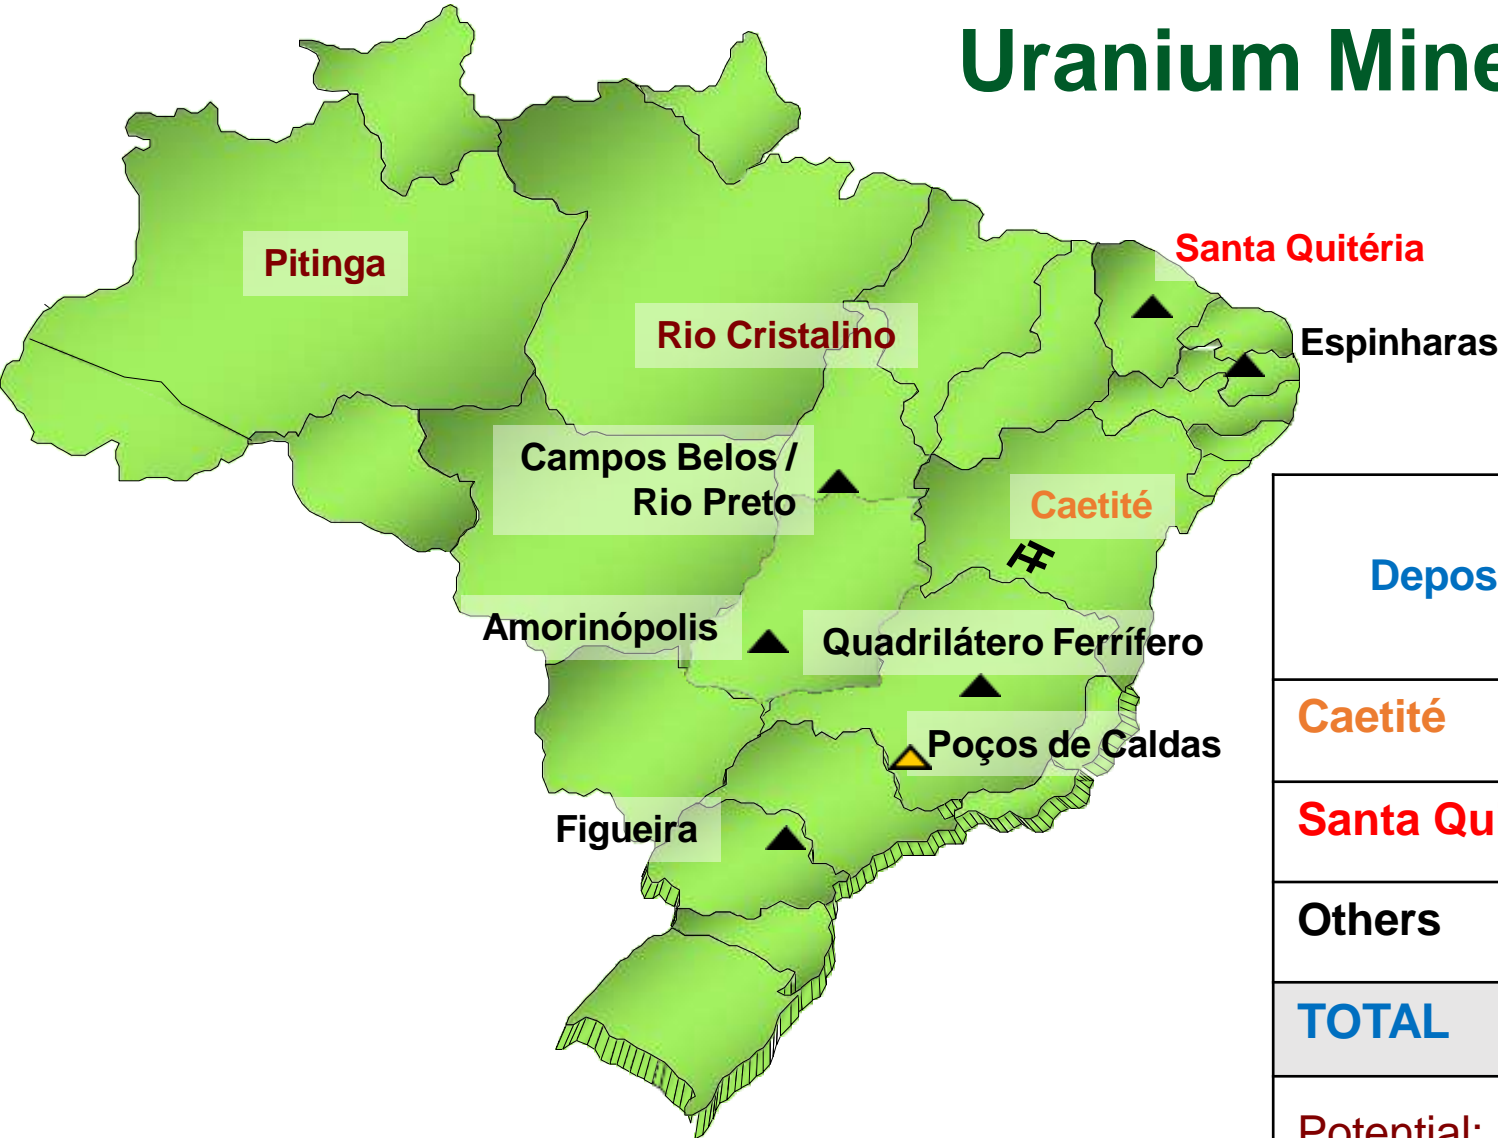 Uranium Mine
Pitinga
Santa Quitéria
Rio Cristalino
Espinharas
Campos Belos /
Rio Preto
Caetité
Amorinópolis
Quadrilátero Ferrífero
Poços de Caldas
Figueira
Depos
Caetité
Santa Qu
Others
TOTAL
Potential: